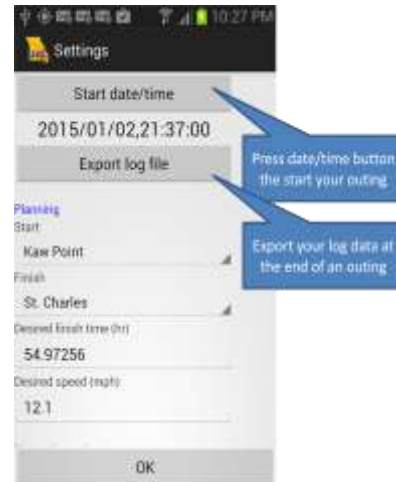 10:27 PM
Settings
Start date/time
2015/01/02,21:37:00
Export log file
Press date/time button
the start your outing
Planning
Start
Kaw Point
Export your log data at
the end of an outing
Finish
St. Charles
Desired finish time (hr)
54.97256
Desired speed (mph)
12.1
OK